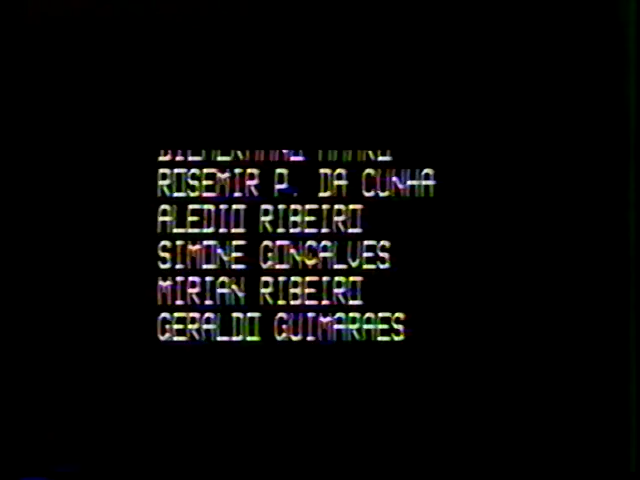 ROSEMIR P. DA CUNHA
ALEDIO RIBEIRO
SIMONE GONÇALVES
MIRIAN RIBEIRO
GERALDO GUIMARAES